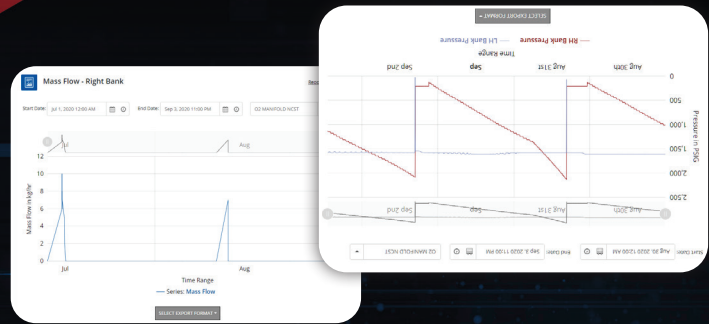 Mass Flow - Right Bank
Start Date: Jul 1, 2020 12:00 AM End Date: Sep 3, 2020 11:00 PM O2 MANIFOLD NCST
Jul Aug
12
10
8
6
4
2
0
Mass Flow in kg/hr
Jul Aug
Time Range
Series: Mass Flow
SELECT EXPORT FORMAT
Start Date: Aug 29, 2020 12:00 AM End Date: Sep 3, 2020 11:00 PM O2 MANIFOLD NCST
Aug 30th Aug 31st Sep Sep 2nd
2,500
2,000
1,500
1,000
500
0
Pressure in PSIG
Aug 30th Aug 31st Sep Sep 2nd
Time Range
RH Bank Pressure LH Bank Pressure
SELECT EXPORT FORMAT